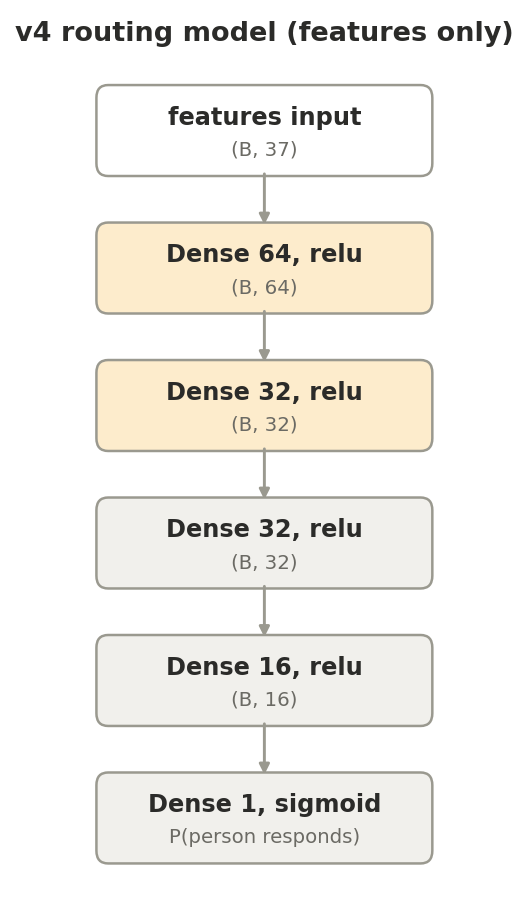 v4 routing model (features only)
features input
(B, 37)
Dense 64, relu
(B, 64)
Dense 32, relu
(B, 32)
Dense 32, relu
(B, 32)
Dense 16, relu
(B, 16)
Dense 1, sigmoid
P(person responds)